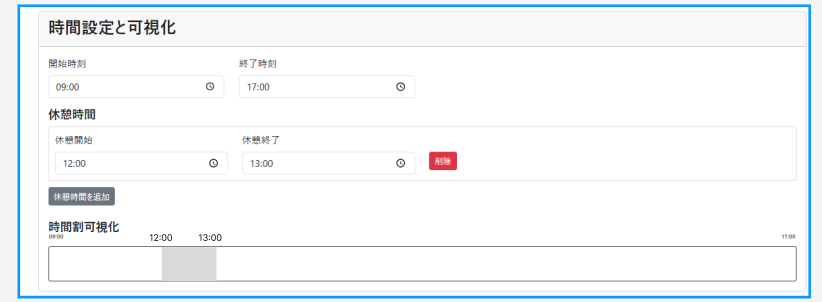 時間設定と可視化
開始時刻 終了時刻
09:00 17:00
休憩時間
休憩開始 休憩終了
12:00 13:00 削除
休憩時間を追加
時間割可視化
09:00 12:00 13:00 17:00